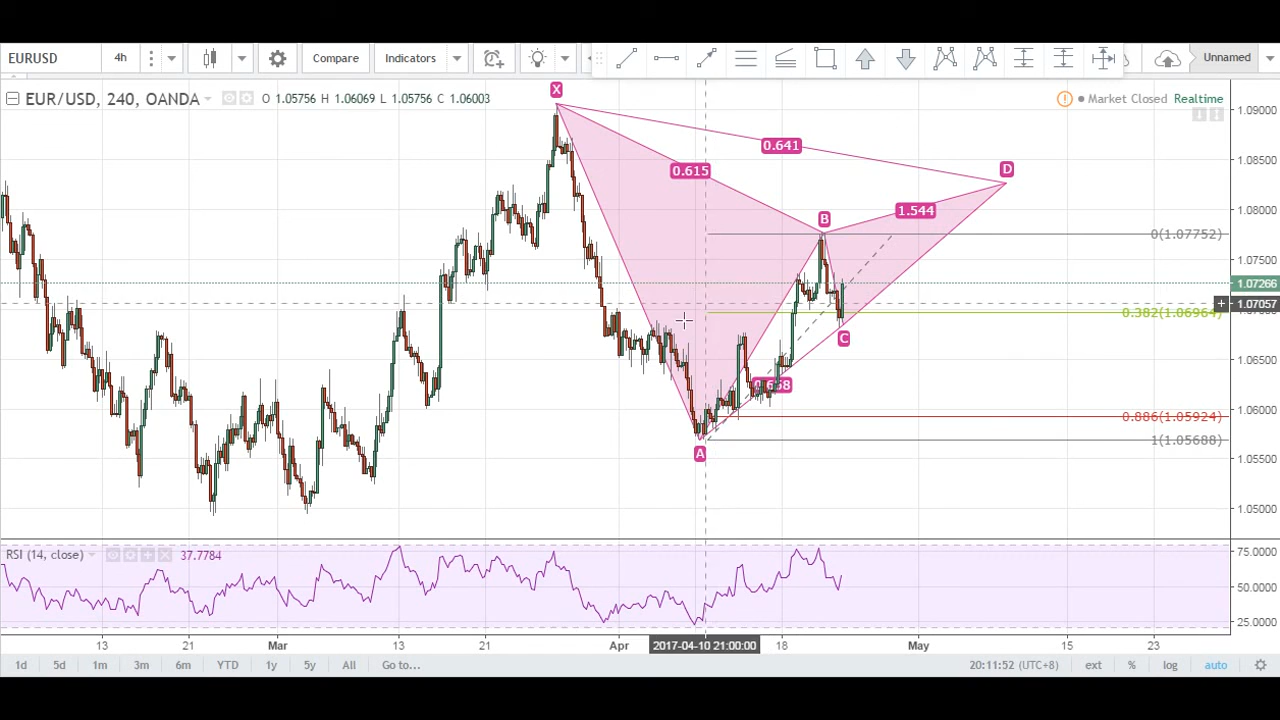 EURUSD 4h Compare Indicators Unnamed
EUR/USD, 240, OANDA O 1.05756 H 1.06069 L 1.05756 C 1.06003 Market Closed Realtime
X
1.09000
0.641
1.08500
0.615
D
1.08000
1.544
B
0(1.07752)
1.07500
1.07266
1.07057
0.382(1.06964)
C
1.06500
1.06000
0.886(1.05924)
1(1.05688)
A
1.05500
1.05000
RSI (14, close) 37.7784
75.0000
50.0000
25.0000
13 21 Mar 13 21 Apr 2017-04-10 21:00:00 18 May 15 23
1d 5d 1m 3m 6m YTD 1y 5y All Go to... 20:11:52 (UTC+8) ext % log auto